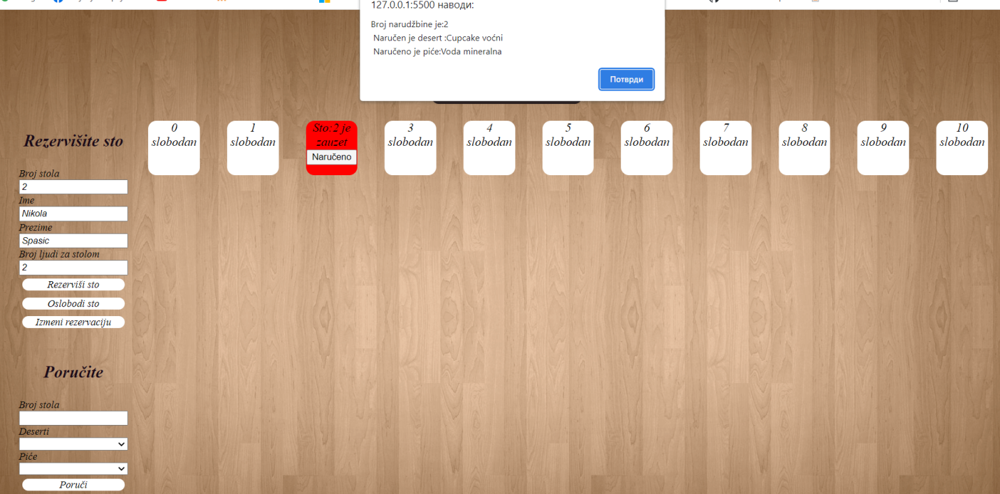 127.0.0.1:5500 наводи:
Broj narudžbine je:2
Naručen je desert :Cupcake voćni
Naručeno je piće:Voda mineralna
Потврди
Rezervišite sto
Broj stola
2
Ime
Nikola
Prezime
Spasic
Broj ljudi za stolom
2
Rezerviši sto
Oslobodi sto
Izmeni rezervaciju
0
slobodan
1
slobodan
Sto:2 je
zauzet
Naručeno
3
slobodan
4
slobodan
5
slobodan
6
slobodan
7
slobodan
8
slobodan
9
slobodan
10
slobodan
Poručite
Broj stola
Deserti
Piće
Poruči